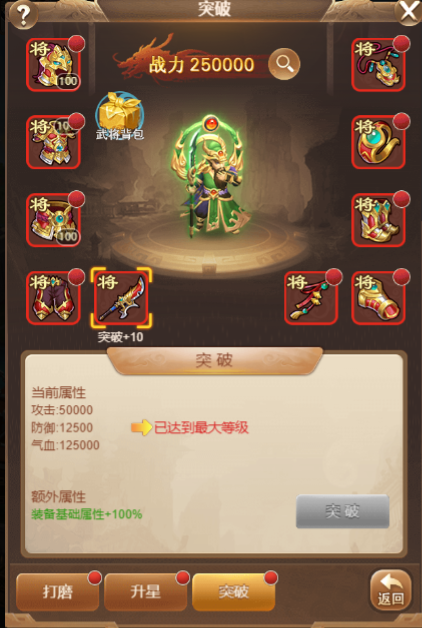 突破
?
将
100
战力 250000
将
将
10
武将背包
将
将
100
将
将
将
将
将
突破+10
突破
当前属性
攻击:50000
防御:12500
已达到最大等级
气血:125000
额外属性
装备基础属性+100%
突破
打磨
升星
突破
返回